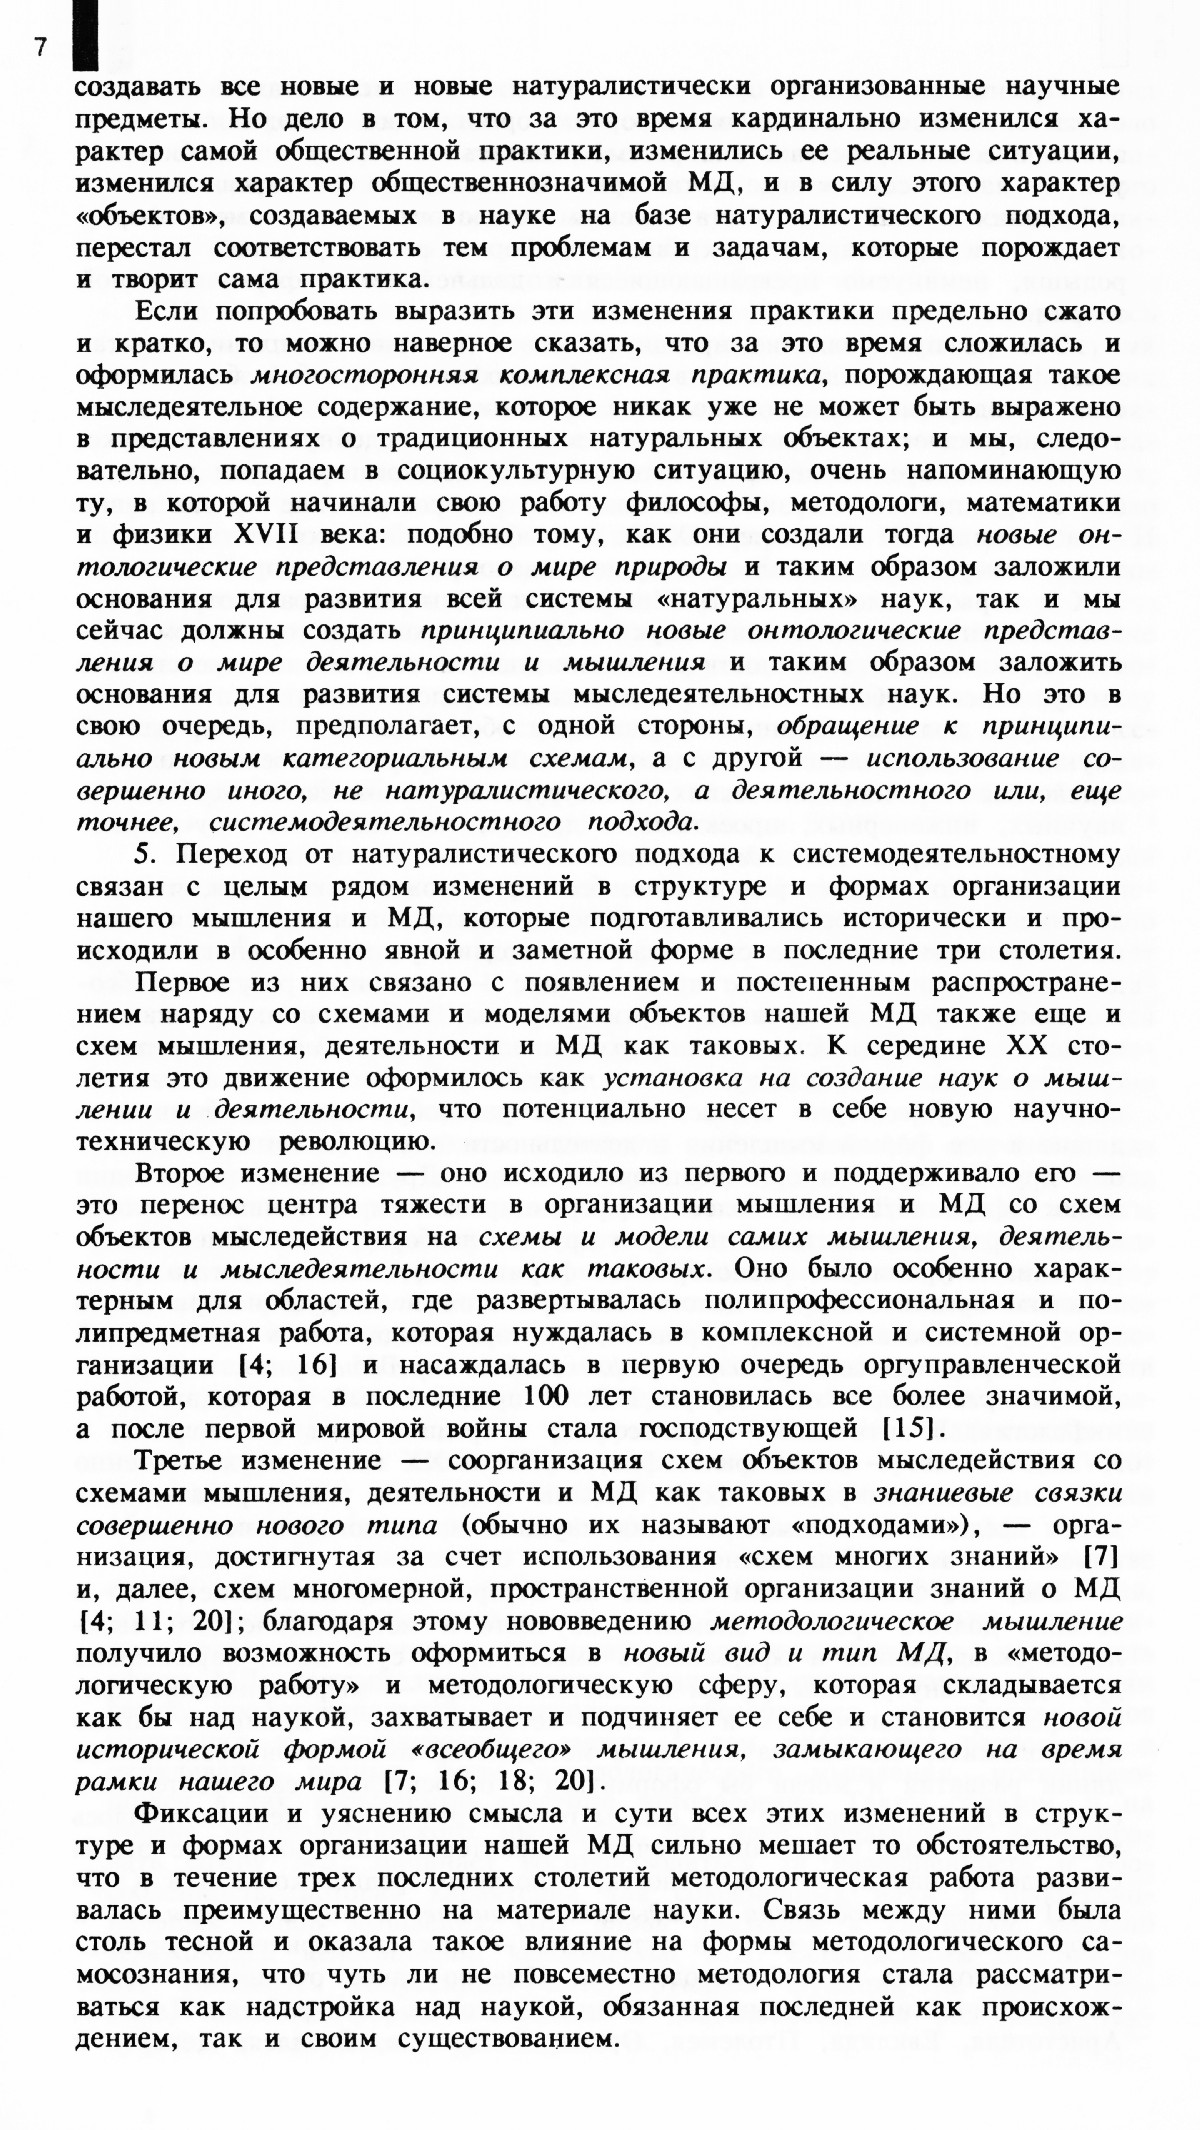 7
создавать все новые и новые натуралистически организованные научные
предметы. Но дело в том, что за это время кардинально изменился ха-
рактер самой общественной практики, изменились ее реальные ситуации,
изменился характер общественнозначимой МД, и в силу этого характер
«объектов», создаваемых в науке на базе натуралистического подхода,
перестал соответствовать тем проблемам и задачам, которые порождает
и творит сама практика.
Если попробовать выразить эти изменения практики предельно сжато
и кратко, то можно наверное сказать, что за это время сложилась и
оформилась многосторонняя комплексная практика, порождающая такое
мыследеятельное содержание, которое никак уже не может быть выражено
в представлениях о традиционных натуральных объектах; и мы, следо-
вательно, попадаем в социокультурную ситуацию, очень напоминающую
ту, в которой начинали свою работу философы, методологи, математики
и физики XVII века: подобно тому, как они создали тогда новые он-
тологические представления о мире природы и таким образом заложили
основания для развития всей системы «натуральных» наук, так и мы
сейчас должны создать принципиально новые онтологические представ-
ления о мире деятельности и мышления и таким образом заложить
основания для развития системы мыследеятельностных наук. Но это в
свою очередь, предполагает, с одной стороны, обращение к принципи-
ально новым категориальным схемам, а с другой — использование со-
вершенно иного, не натуралистического, а деятельностного или, еще
точнее, системодеятельностного подхода.
5. Переход от натуралистического подхода к системодеятельностному
связан с целым рядом изменений в структуре и формах организации
нашего мышления и МД, которые подготавливались исторически и про-
исходили в особенно явной и заметной форме в последние три столетия.
Первое из них связано с появлением и постепенным распростране-
нием наряду со схемами и моделями объектов нашей МД также еще и
схем мышления, деятельности и МД как таковых. К середине XX сто-
летия это движение оформилось как установка на создание наук о мыш-
лении и деятельности, что потенциально несет в себе новую научно-
техническую революцию.
Второе изменение — оно исходило из первого и поддерживало его —
это перенос центра тяжести в организации мышления и МД со схем
объектов мыследействия на схемы и модели самих мышления, деятель-
ности и мыследеятельности как таковых. Оно было особенно харак-
терным для областей, где развертывалась полипрофессиональная и по-
липредметная работа, которая нуждалась в комплексной и системной ор-
ганизации [4; 16] и насаждалась в первую очередь оргуправленческой
работой, которая в последние 100 лет становилась все более значимой,
а после первой мировой войны стала господствующей [15].
Третье изменение — соорганизация схем объектов мыследействия со
схемами мышления, деятельности и МД как таковых в знаниевые связки
совершенно нового типа (обычно их называют «подходами»), — орга-
низация, достигнутая за счет использования «схем многих знаний» [7]
и, далее, схем многомерной, пространственной организации знаний о МД
[4; 11; 20]; благодаря этому нововведению методологическое мышление
получило возможность оформиться в новый вид и тип МД, в «методо-
логическую работу» и методологическую сферу, которая складывается
как бы над наукой, захватывает и подчиняет ее себе и становится новой
исторической формой «всеобщего» мышления, замыкающего на время
рамки нашего мира [7; 16; 18; 20].
Фиксации и уяснению смысла и сути всех этих изменений в струк-
туре и формах организации нашей МД сильно мешает то обстоятельство,
что в течение трех последних столетий методологическая работа разви-
валась преимущественно на материале науки. Связь между ними была
столь тесной и оказала такое влияние на формы методологического са-
мосознания, что чуть ли не повсеместно методология стала рассматри-
ваться как надстройка над наукой, обязанная последней как происхож-
дением, так и своим существованием.